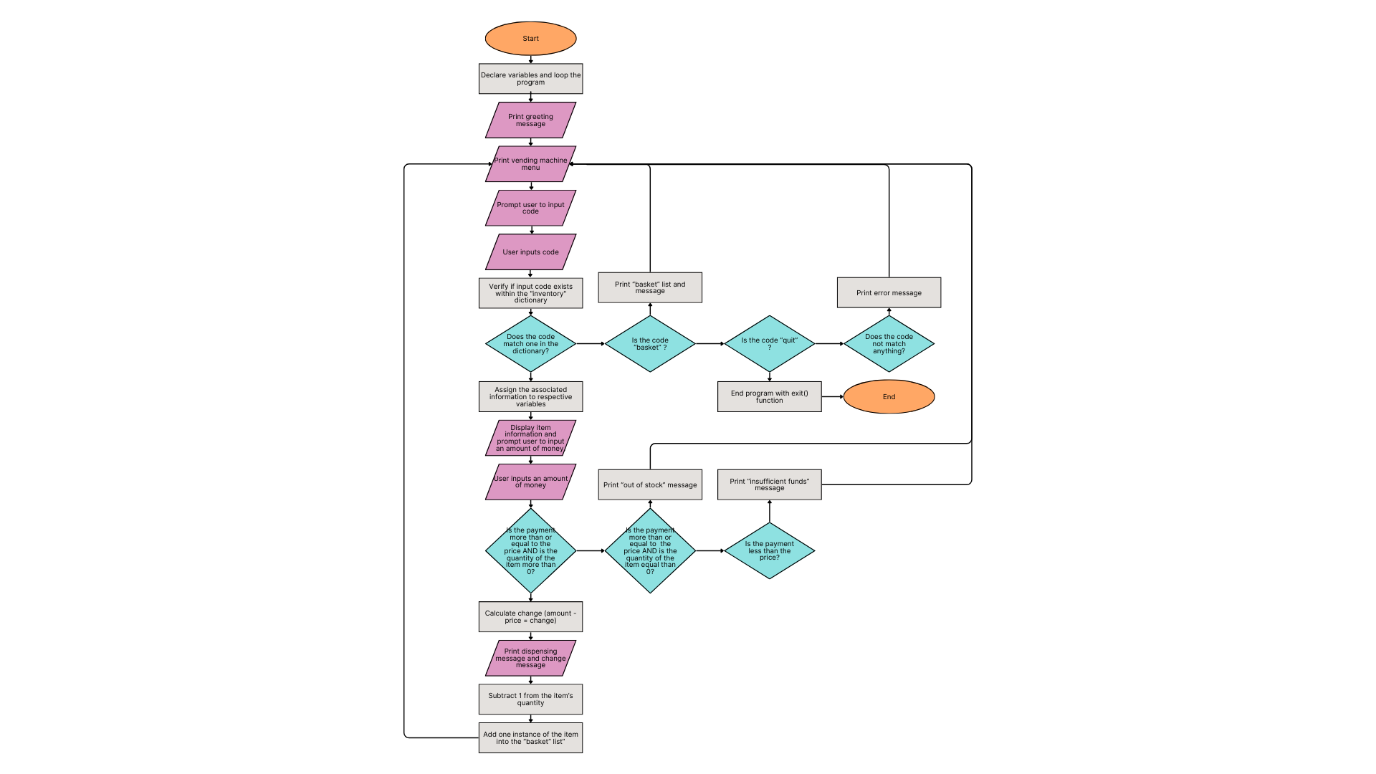 Start
Declare variables and loop the
program
Print greeting
message
Print vending machine
menu
Prompt user to input
code
User inputs code
Verify if input code exists
within the "Inventory"
dictionary
Print "basket" list and
message
Print error message
Does the code
match one in the
dictionary?
Is the code
"basket" ?
Is the code "quit"
?
Does the code
not match
anything?
Assign the associated
information to respective
variables
End program with exit()
function
End
Display item
information and
prompt user to input
an amount of money
User inputs an amount
of money
Print "out of stock" message
Print "insufficient funds"
message
Is the payment
more than or
equal to the
price AND is the
quantity of the
item more than
0?
Is the payment
more than or
equal to the
price AND is the
quantity of the
item equal than
0?
Is the payment
less than the
price?
Calculate change (amount -
price = change)
Print dispensing
message and change
message
Subtract 1 from the item's
quantity
Add one instance of the item
into the "basket" list"